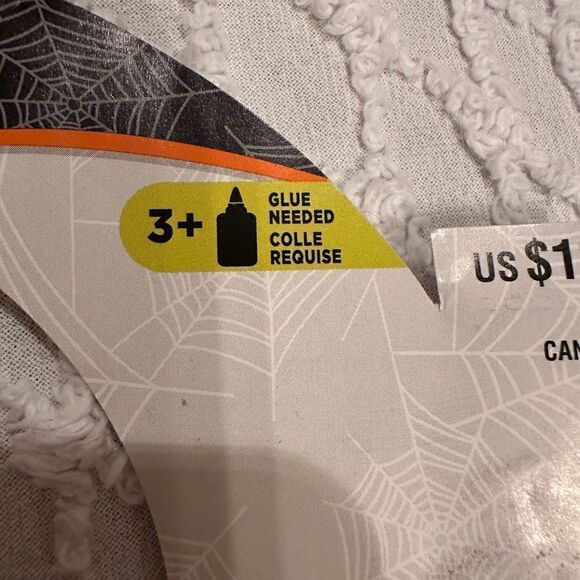 3+
GLUE
NEEDED
COLLE
REQUISE
US $1
CAN